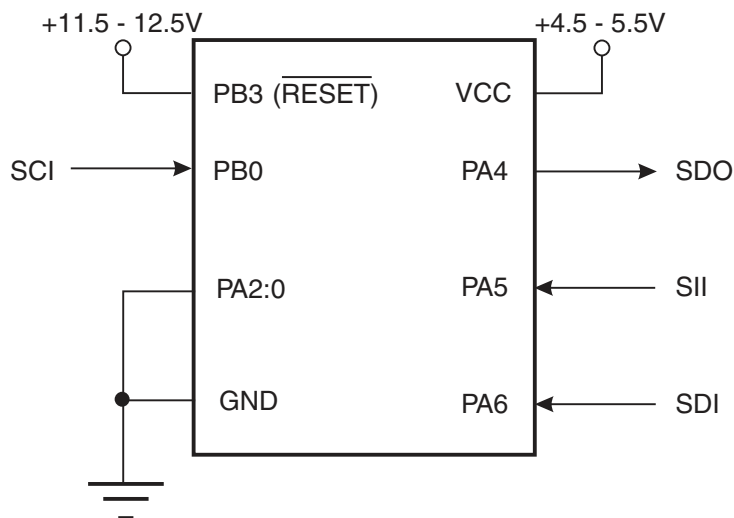 +11.5 - 12.5V
+4.5 - 5.5V
PB3 (RESET)
VCC
SCI
PB0
PA4
SDO
PA2:0
PA5
SII
GND
PA6
SDI